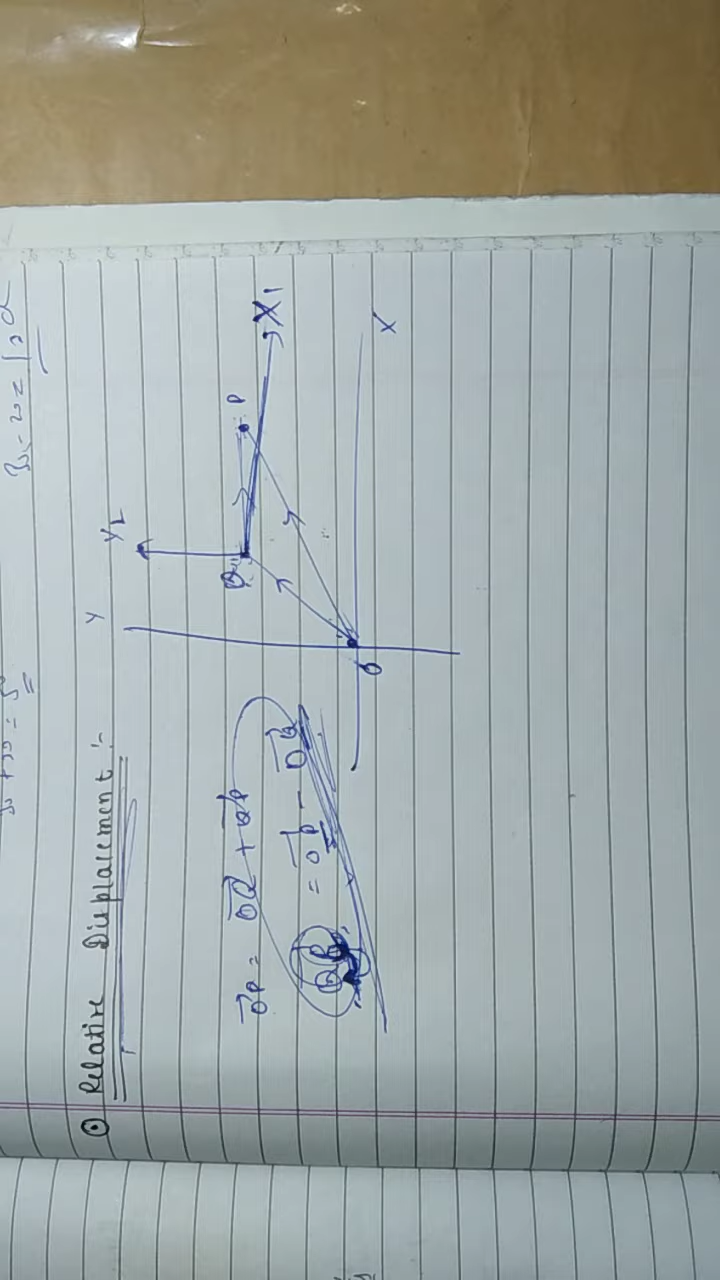 ⊙ Relative Displacement :-
Y
Y₁
Q
P
X1
X
O
OP = OQ + QP
QP = OP - OQ